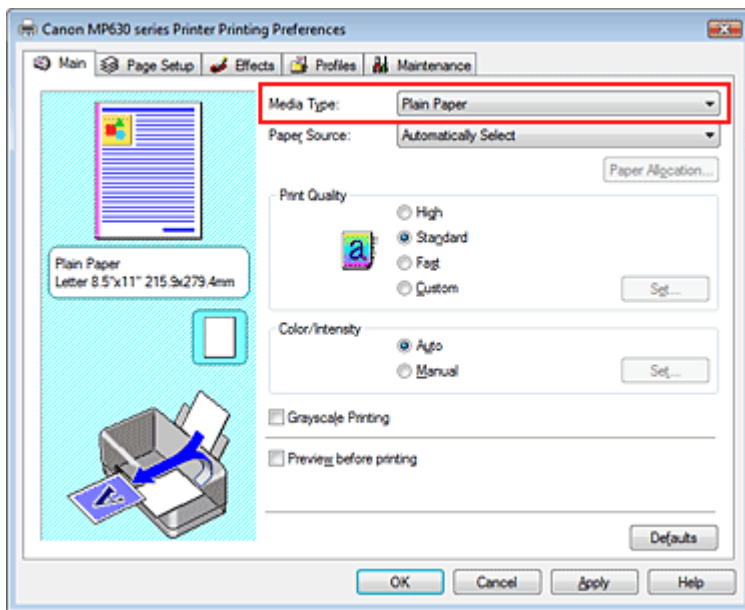 Canon MP630 series Printer Printing Preferences
Main Page Setup Effects Profiles Maintenance
Media Type: Plain Paper
Paper Source: Automatically Select
Paper Allocation...
Print Quality
High
a Standard
Fast
Custom Set...
Plain Paper
Letter 8.5"x11" 215.9x279.4mm
Color/Intensity
Auto
Manual Set...
Grayscale Printing
Preview before printing
A
Defaults
OK Cancel Apply Help